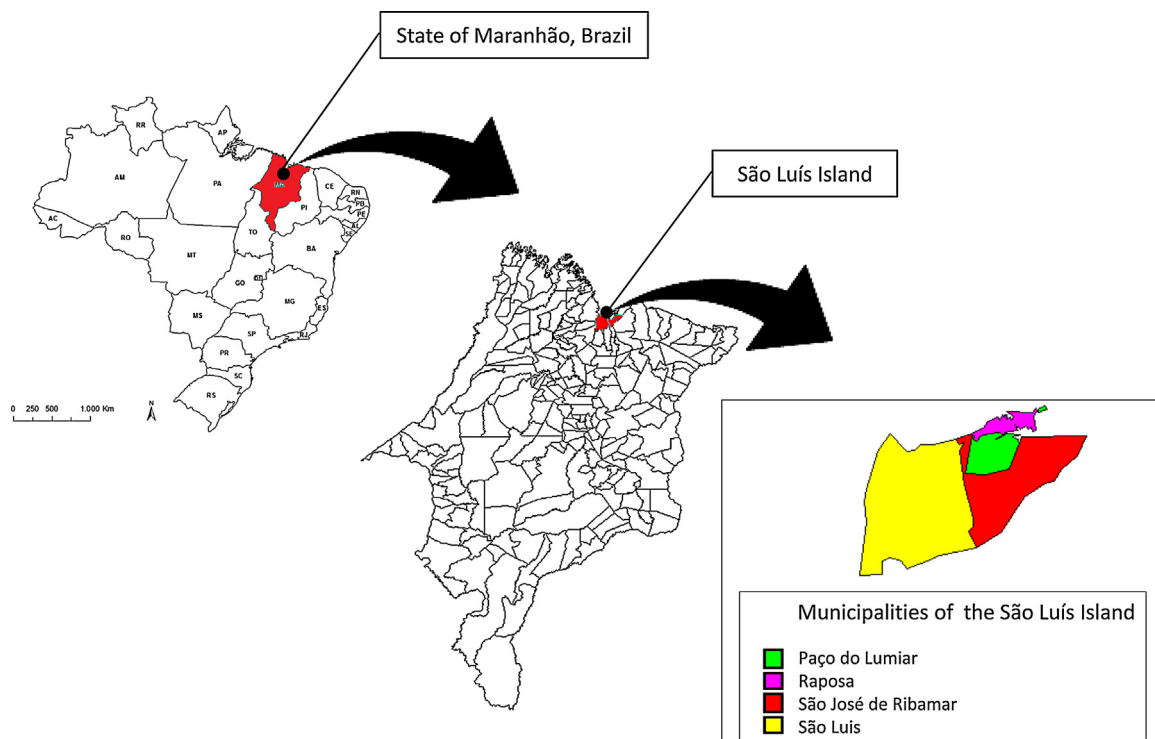 State of Maranhão, Brazil
São Luís Island
RR
AP
AM
PA
MA
CE
RN
PB
PE
AL
SE
PI
AC
RO
TO
BA
MT
GO
DF
MG
ES
MS
SP
RJ
PR
SC
RS
0 250 500 1.000 Km
N
Municipalities of the São Luís Island
Paço do Lumiar
Raposa
São José de Ribamar
São Luis